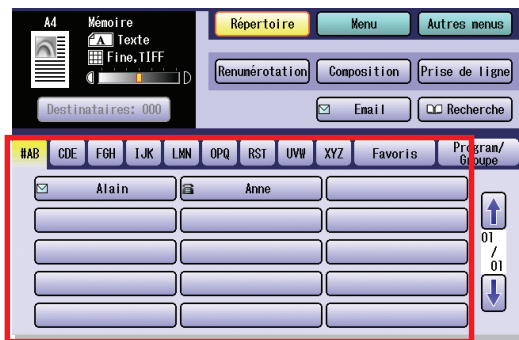 A4 Mémoire
A Texte
Fine,TIFF
D
Destinataires: 000
Répertoire Menu Autres menus
Renumérotation Composition Prise de ligne
Email Recherche
#AB CDE FGH IJK LMN OPQ RST UVW XYZ Favoris Program/
Groupe
Alain Anne
01
/
01